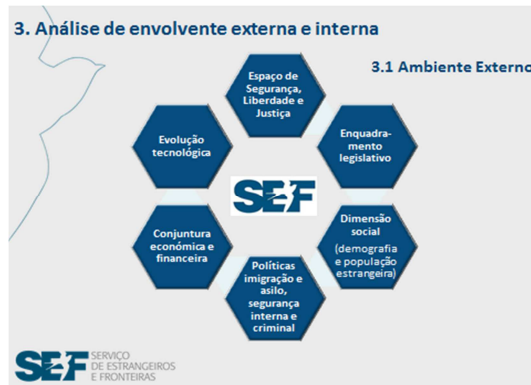 3. Análise de envolvente externa e interna
3.1 Ambiente Externo
Espaço de
Segurança,
Liberdade e
Justiça
Enquadra-
mento
legislativo
Dimensão
social
(demografia
e população
estrangeira)
Políticas
imigração e
asilo,
segurança
interna e
criminal
Conjuntura
económica e
financeira
Evolução
tecnológica
SEF
SEF
SERVIÇO
DE ESTRANGEIROS
E FRONTEIRAS